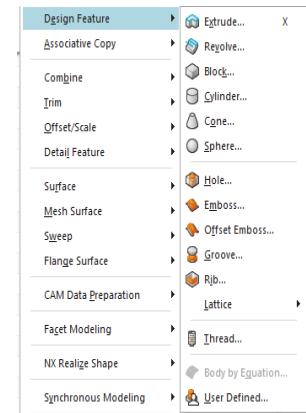 Design Feature
Associative Copy
Combine
Trim
Offset/Scale
Detail Feature
Surface
Mesh Surface
Sweep
Flange Surface
CAM Data Preparation
Facet Modeling
NX Realize Shape
Synchronous Modeling
Extrude... X
Revolve...
Block...
Cylinder...
Cone...
Sphere...
Hole...
Emboss...
Offset Emboss...
Groove...
Rib...
Lattice
Thread...
Body by Equation...
User Defined...